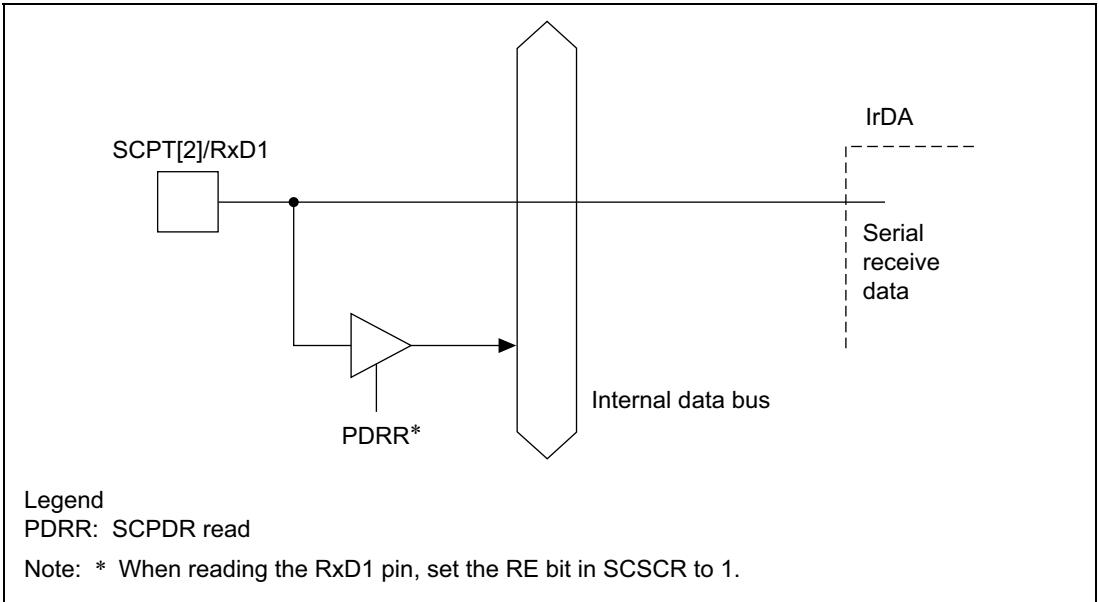 IrDA
SCPT[2]/RxD1
Serial
receive
data
Internal data bus
PDRR*
Legend
PDRR: SCPDR read
Note: * When reading the RxD1 pin, set the RE bit in SCSCR to 1.